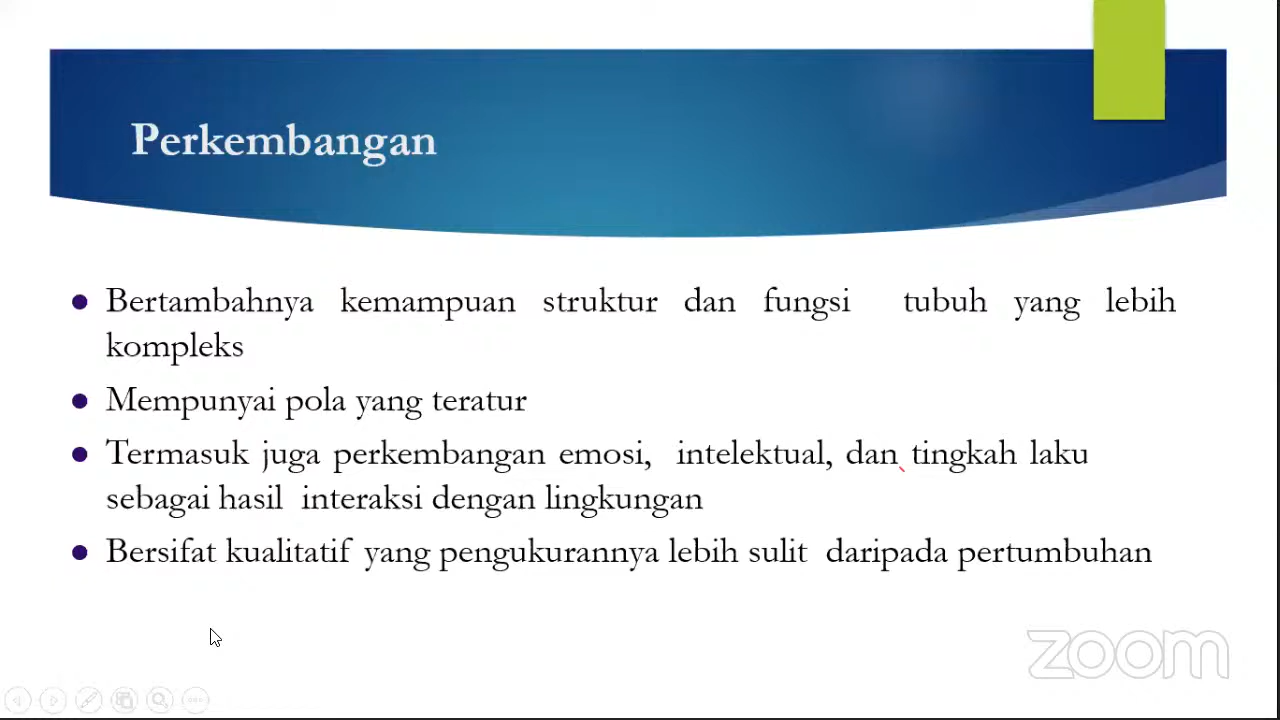 Perkembangan
Bertambahnya kemampuan struktur dan fungsi tubuh yang lebih
kompleks
Mempunyai pola yang teratur
Termasuk juga perkembangan emosi, intelektual, dan tingkah laku
sebagai hasil interaksi dengan lingkungan
Bersifat kualitatif yang pengukurannya lebih sulit daripada pertumbuhan
zoom